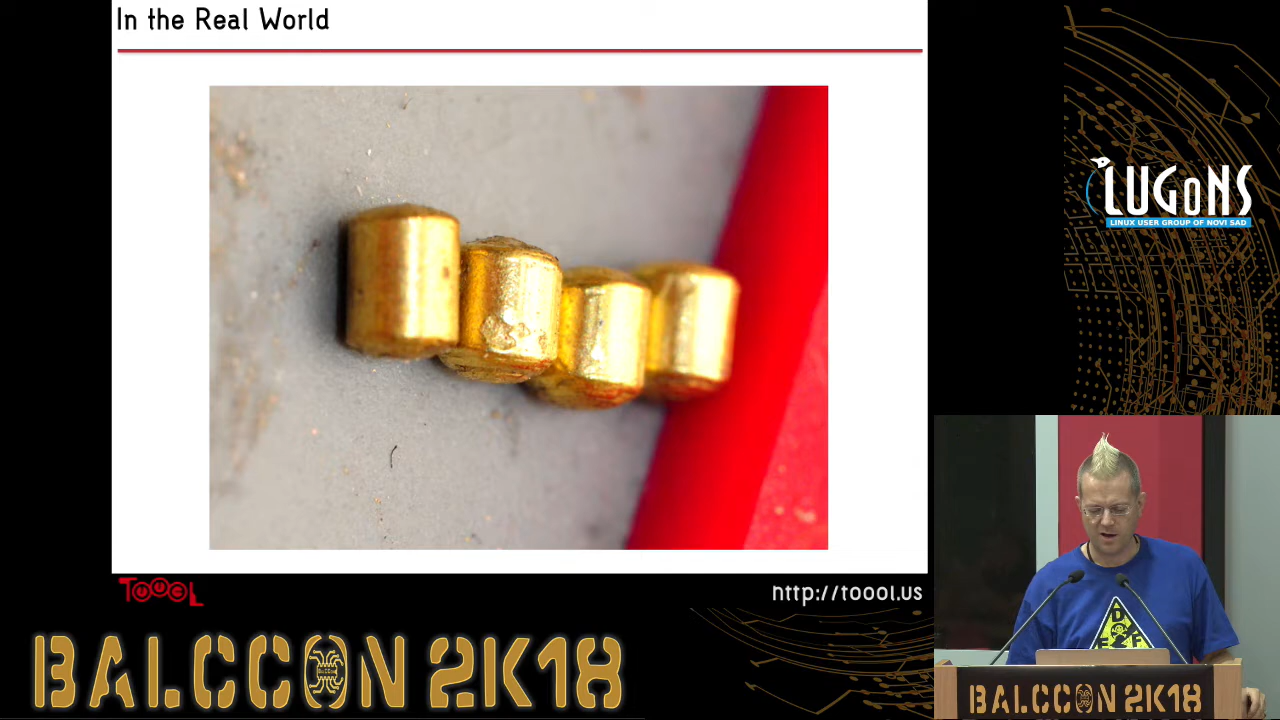 In the Real World
LUGoNS
LINUX USER GROUP OF NOVI SAD
TOOOL
http://toool.us
BALCCON 2K18
BALCCON 2K18